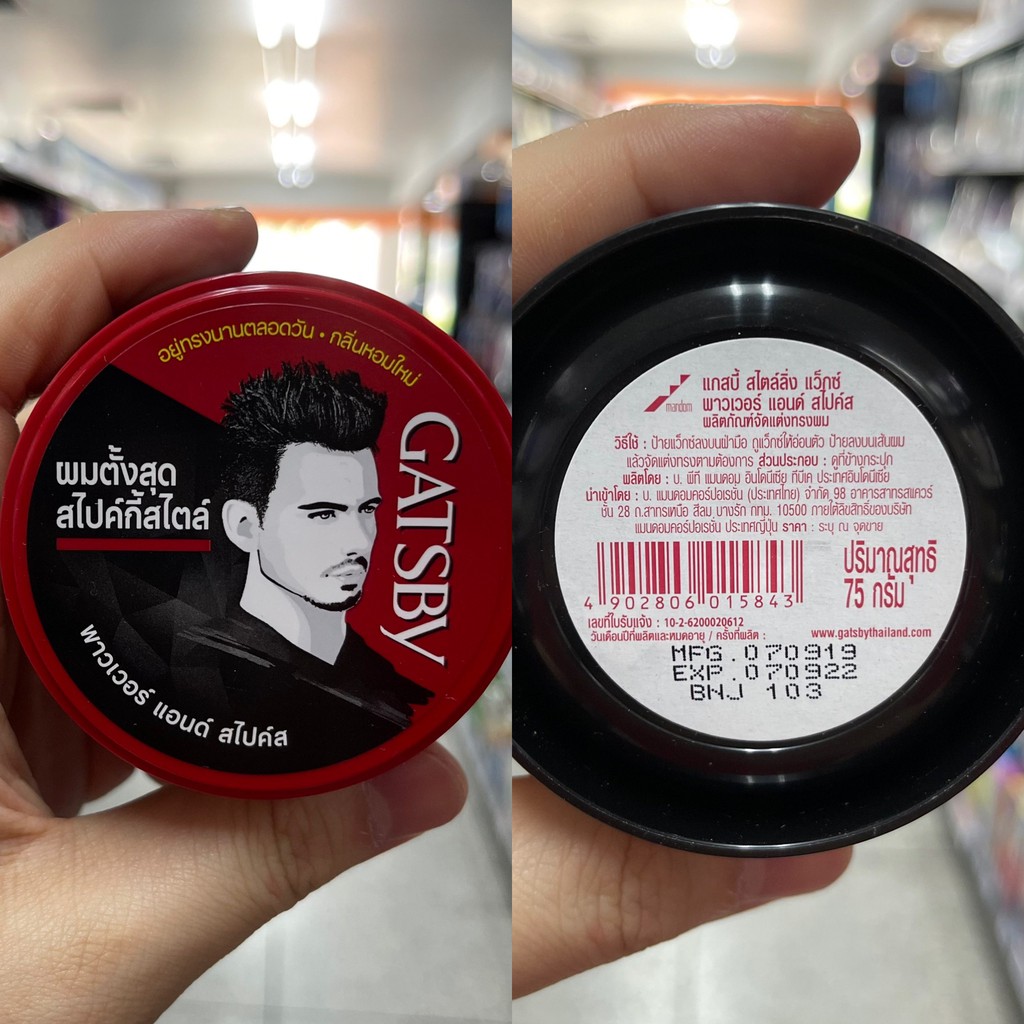 อยู่ทรงนานตลอดวัน • กลิ่นหอมใหม่
GATSBY
ผมตั้งสุด
สไปค์กี้สไตล์
พาวเวอร์ แอนด์ สไปค์ส
mandom
แกสบี้ สไตล์ลิ่ง แว็กซ์
พาวเวอร์ แอนด์ สไปค์ส
ผลิตภัณฑ์จัดแต่งทรงผม
วิธีใช้ : ป้ายแว็กซ์ลงบนฝ่ามือ ถูแว็กซ์ให้อ่อนตัว ป้ายลงบนเส้นผม
แล้วจัดแต่งทรงตามต้องการ ส่วนประกอบ : ดูที่ข้างกระปุก
ผลิตโดย : บ. พีที แมนดอม อินโดนีเซีย ทีบีเค ประเทศอินโดนีเซีย
นำเข้าโดย : บ. แมนดอมคอร์ปอเรชั่น (ประเทศไทย) จำกัด 98 อาคารสาทรสแควร์
ชั้น 28 ถ.สาทรเหนือ สีลม บางรัก กทม. 10500 ภายใต้ลิขสิทธิ์ของบริษัท
แมนดอมคอร์ปอเรชั่น ประเทศญี่ปุ่น ราคา : ระบุ ณ จุดขาย
ปริมาณสุทธิ
75 กรัม
4 902806 015843
เลขที่ใบรับแจ้ง : 10-2-6200020612
วันเดือนปีที่ผลิตและหมดอายุ / ครั้งที่ผลิต :
www.gatsbythailand.com
MFG.070919
EXP.070922
BNJ 103